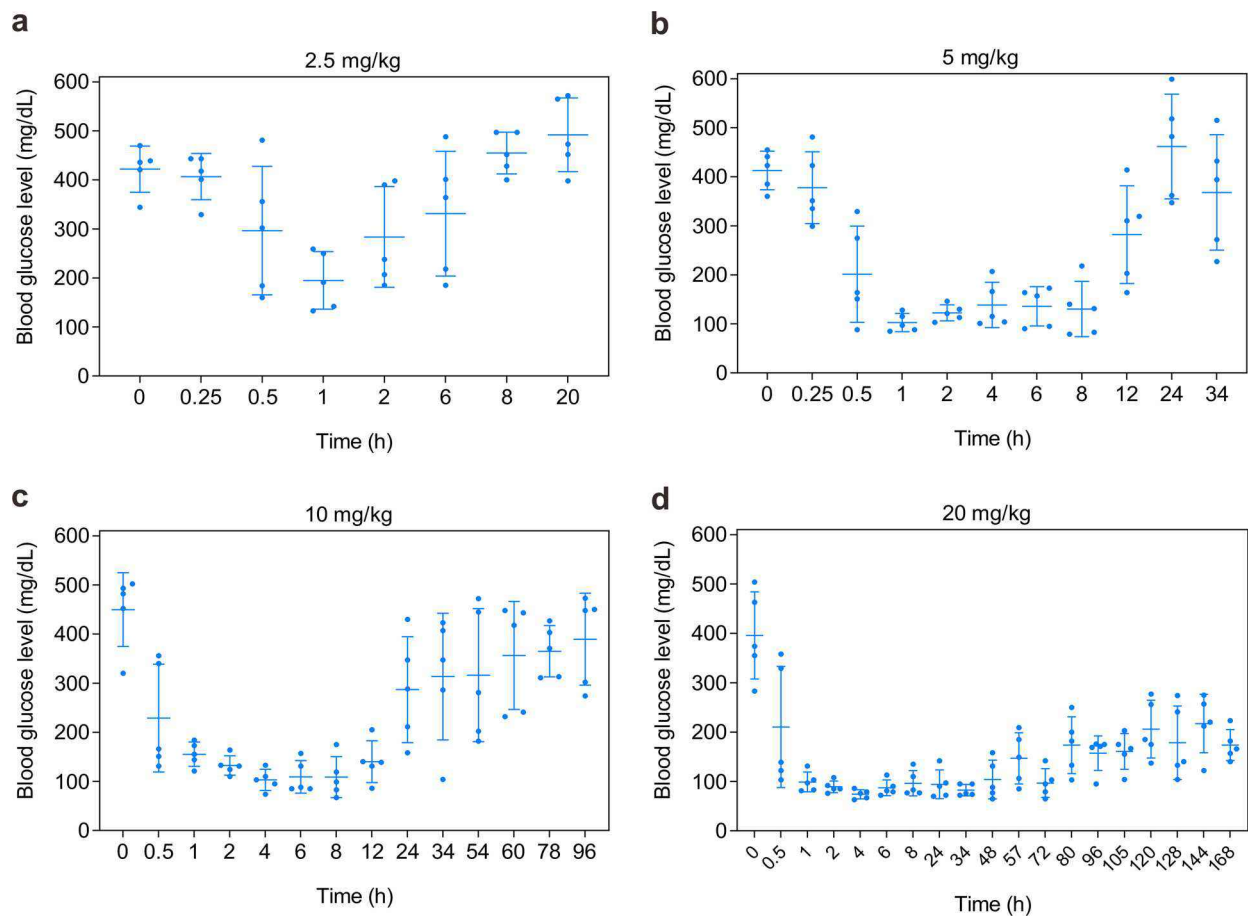 a
2.5 mg/kg
Blood glucose level (mg/dL)
600
500
400
300
200
100
0
0 0.25 0.5 1 2 6 8 20
Time (h)
b
5 mg/kg
Blood glucose level (mg/dL)
600
500
400
300
200
100
0
0 0.25 0.5 1 2 4 6 8 12 24 34
Time (h)
c
10 mg/kg
Blood glucose level (mg/dL)
600
500
400
300
200
100
0
0 0.5 1 2 4 6 8 12 24 34 54 60 78 96
Time (h)
d
20 mg/kg
Blood glucose level (mg/dL)
600
500
400
300
200
100
0
0 0.5 1 2 4 6 8 24 34 48 57 72 80 96 105 120 128 144 168
Time (h)